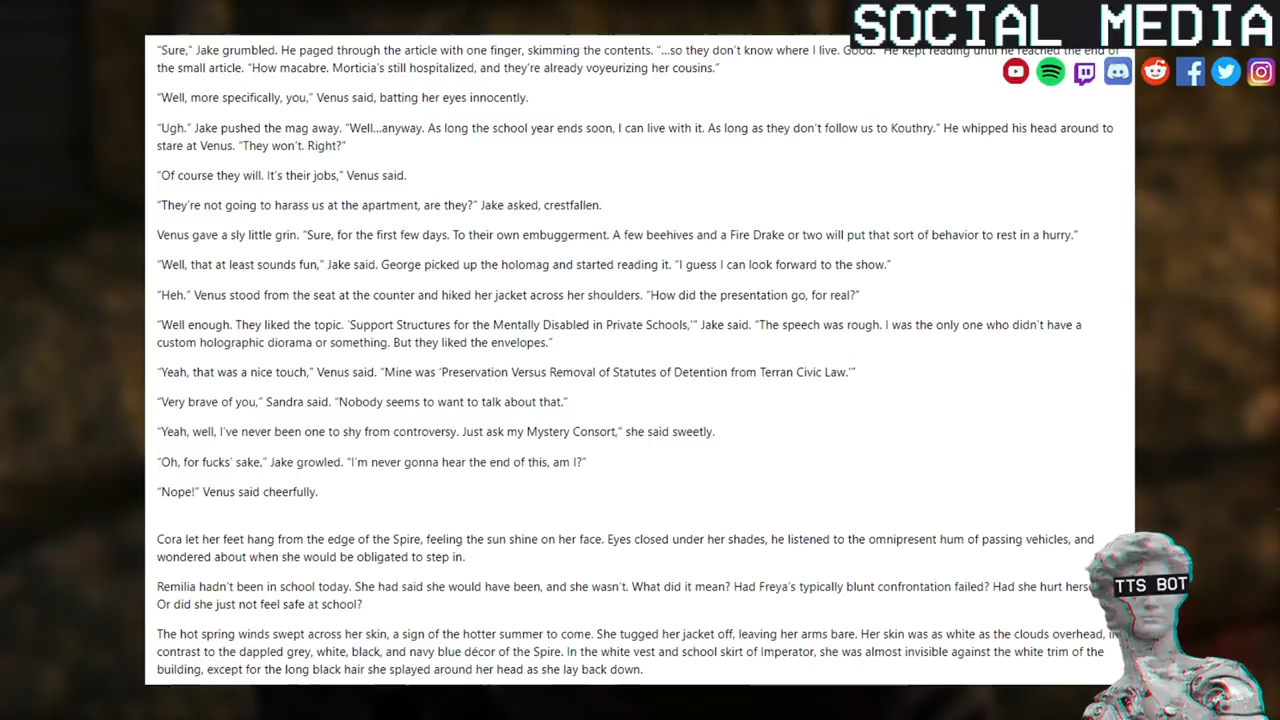 SOCIAL MEDIA
“Sure,” Jake grumbled. He paged through the article with one finger, skimming the contents. “…so they don’t know where I live. Good.” He kept reading until he reached the end of
the small article. “How macabre. Morticia’s still hospitalized, and they’re already voyeurizing her cousins.”
“Well, more specifically, you,” Venus said, batting her eyes innocently.
“Ugh.” Jake pushed the mag away. “Well…anyway. As long the school year ends soon, I can live with it. As long as they don’t follow us to Kouthry.” He whipped his head around to
stare at Venus. “They won’t. Right?”
“Of course they will. It’s their jobs,” Venus said.
“They’re not going to harass us at the apartment, are they?” Jake asked, crestfallen.
Venus gave a sly little grin. “Sure, for the first few days. To their own embuggerment. A few beehives and a Fire Drake or two will put that sort of behavior to rest in a hurry.”
“Well, that at least sounds fun,” Jake said. George picked up the holomag and started reading it. “I guess I can look forward to the show.”
“Heh.” Venus stood from the seat at the counter and hiked her jacket across her shoulders. “How did the presentation go, for real?”
“Well enough. They liked the topic. ‘Support Structures for the Mentally Disabled in Private Schools,’” Jake said. “The speech was rough. I was the only one who didn’t have a
custom holographic diorama or something. But they liked the envelopes.”
“Yeah, that was a nice touch,” Venus said. “Mine was ‘Preservation Versus Removal of Statutes of Detention from Terran Civic Law.’”
“Very brave of you,” Sandra said. “Nobody seems to want to talk about that.”
“Yeah, well, I’ve never been one to shy from controversy. Just ask my Mystery Consort,” she said sweetly.
“Oh, for fucks’ sake,” Jake growled. “I’m never gonna hear the end of this, am I?”
“Nope!” Venus said cheerfully.
Cora let her feet hang from the edge of the Spire, feeling the sun shine on her face. Eyes closed under her shades, he listened to the omnipresent hum of passing vehicles, and
wondered about when she would be obligated to step in.
Remilia hadn’t been in school today. She had said she would have been, and she wasn’t. What did it mean? Had Freya’s typically blunt confrontation failed? Had she hurt
Or did she just not feel safe at school?
The hot spring winds swept across her skin, a sign of the hotter summer to come. She tugged her jacket off, leaving her arms bare. Her skin was as white as the clouds overhead,
contrast to the dappled grey, white, black, and navy blue décor of the Spire. In the white vest and school skirt of Imperator, she was almost invisible against the white trim of the
building, except for the long black hair she splayed around her head as she lay back down.
TTS BOT